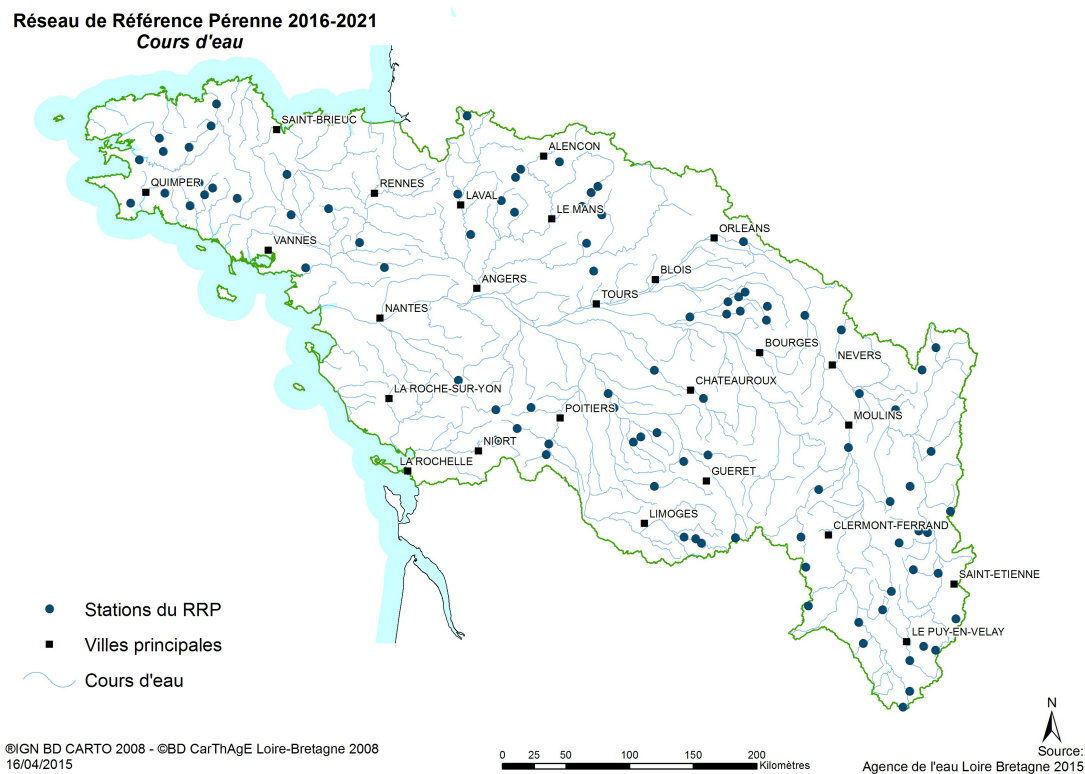 Réseau de Référence Pérenne 2016-2021
Cours d'eau
SAINT-BRIEUC
ALENCON
QUIMPER
RENNES
LAVAL
LE MANS
ORLEANS
VANNES
BLOIS
ANGERS
TOURS
NANTES
BOURGES
NEVERS
CHATEAUROUX
LA ROCHE-SUR-YON
POITIERS
MOULINS
NIORT
LA ROCHELLE
GUERET
LIMOGES
CLERMONT-FERRAND
SAINT-ETIENNE
LE PUY-EN-VELAY
Stations du RRP
Villes principales
Cours d'eau
N
®IGN BD CARTO 2008 - ©BD CarThAgE Loire-Bretagne 2008
16/04/2015
0 25 50 100 150 200
Kilomètres
Source:
Agence de l'eau Loire Bretagne 2015